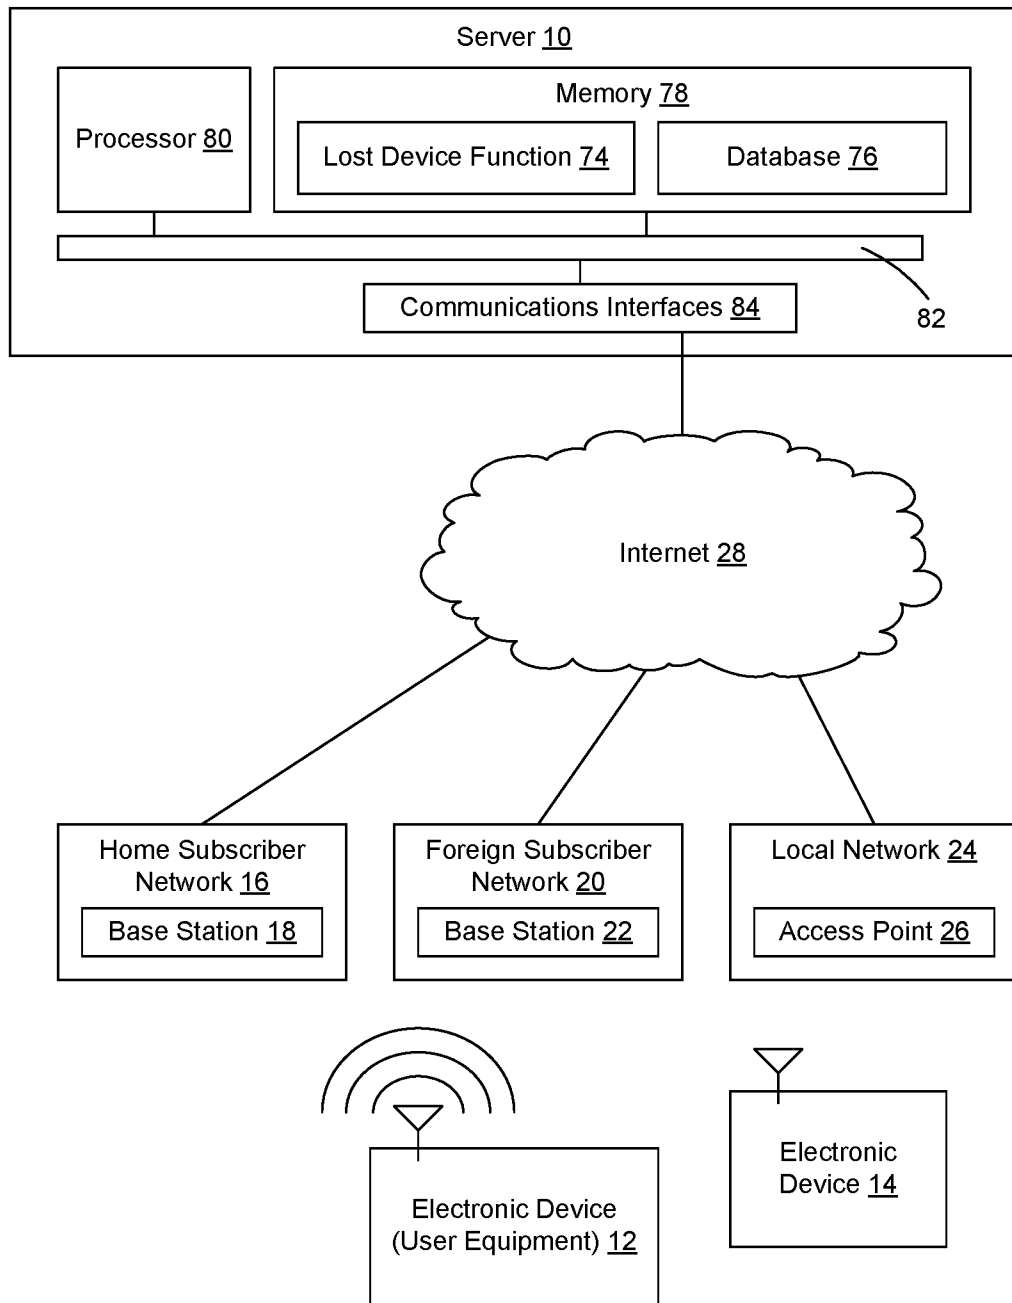 Server 10
Processor 80
Memory 78
Lost Device Function 74
Database 76
Communications Interfaces 84
82
Internet 28
Home Subscriber
Network 16
Base Station 18
Foreign Subscriber
Network 20
Base Station 22
Local Network 24
Access Point 26
Electronic
Device 14
Electronic Device
(User Equipment) 12